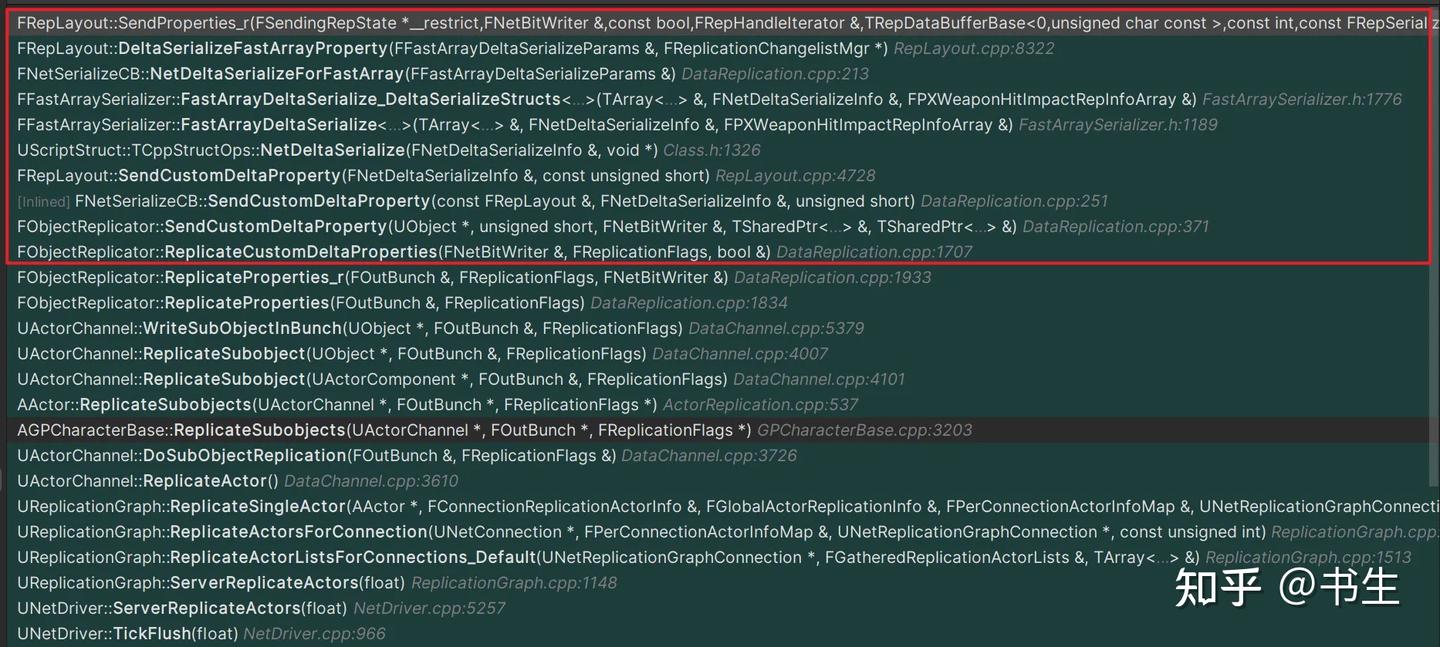 FRepLayout::SendProperties_r(FSendingRepState *__restrict,FNetBitWriter &,const bool,FRepHandleIterator &,TRepDataBufferBase<0,unsigned char const >,const int,const FRepSerializ
FRepLayout::DeltaSerializeFastArrayProperty(FFastArrayDeltaSerializeParams &, FReplicationChangelistMgr *) RepLayout.cpp:8322
FNetSerializeCB::NetDeltaSerializeForFastArray(FFastArrayDeltaSerializeParams &) DataReplication.cpp:213
FFastArraySerializer::FastArrayDeltaSerialize_DeltaSerializeStructs<...>(TArray<...> &, FNetDeltaSerializeInfo &, FPXWeaponHitImpactRepInfoArray &) FastArraySerializer.h:1776
FFastArraySerializer::FastArrayDeltaSerialize<...>(TArray<...> &, FNetDeltaSerializeInfo &, FPXWeaponHitImpactRepInfoArray &) FastArraySerializer.h:1189
UScriptStruct::TCppStructOps::NetDeltaSerialize(FNetDeltaSerializeInfo &, void *) Class.h:1326
FRepLayout::SendCustomDeltaProperty(FNetDeltaSerializeInfo &, const unsigned short) RepLayout.cpp:4728
[Inlined] FNetSerializeCB::SendCustomDeltaProperty(const FRepLayout &, FNetDeltaSerializeInfo &, unsigned short) DataReplication.cpp:251
FObjectReplicator::SendCustomDeltaProperty(UObject *, unsigned short, FNetBitWriter &, TSharedPtr<...> &, TSharedPtr<...> &) DataReplication.cpp:371
FObjectReplicator::ReplicateCustomDeltaProperties(FNetBitWriter &, FReplicationFlags, bool &) DataReplication.cpp:1707
FObjectReplicator::ReplicateProperties_r(FOutBunch &, FReplicationFlags, FNetBitWriter &) DataReplication.cpp:1933
FObjectReplicator::ReplicateProperties(FOutBunch &, FReplicationFlags) DataReplication.cpp:1834
UActorChannel::WriteSubObjectInBunch(UObject *, FOutBunch &, FReplicationFlags) DataChannel.cpp:5379
UActorChannel::ReplicateSubobject(UObject *, FOutBunch &, FReplicationFlags) DataChannel.cpp:4007
UActorChannel::ReplicateSubobject(UActorComponent *, FOutBunch &, FReplicationFlags) DataChannel.cpp:4101
AActor::ReplicateSubobjects(UActorChannel *, FOutBunch *, FReplicationFlags *) ActorReplication.cpp:537
AGPCharacterBase::ReplicateSubobjects(UActorChannel *, FOutBunch *, FReplicationFlags *) GPCharacterBase.cpp:3203
UActorChannel::DoSubObjectReplication(FOutBunch &, FReplicationFlags &) DataChannel.cpp:3726
UActorChannel::ReplicateActor() DataChannel.cpp:3610
UReplicationGraph::ReplicateSingleActor(AActor *, FConnectionReplicationActorInfo &, FGlobalActorReplicationInfo &, FPerConnectionActorInfoMap &, UNetReplicationGraphConnecti
UReplicationGraph::ReplicateActorsForConnection(UNetConnection *, FPerConnectionActorInfoMap &, UNetReplicationGraphConnection *, const unsigned int) ReplicationGraph.cpp:
UReplicationGraph::ReplicateActorListsForConnections_Default(UNetReplicationGraphConnection *, FGatheredReplicationActorLists &, TArray<...> &) ReplicationGraph.cpp:1513
UReplicationGraph::ServerReplicateActors(float) ReplicationGraph.cpp:1148
UNetDriver::ServerReplicateActors(float) NetDriver.cpp:5257
UNetDriver::TickFlush(float) NetDriver.cpp:966
知乎 @书生